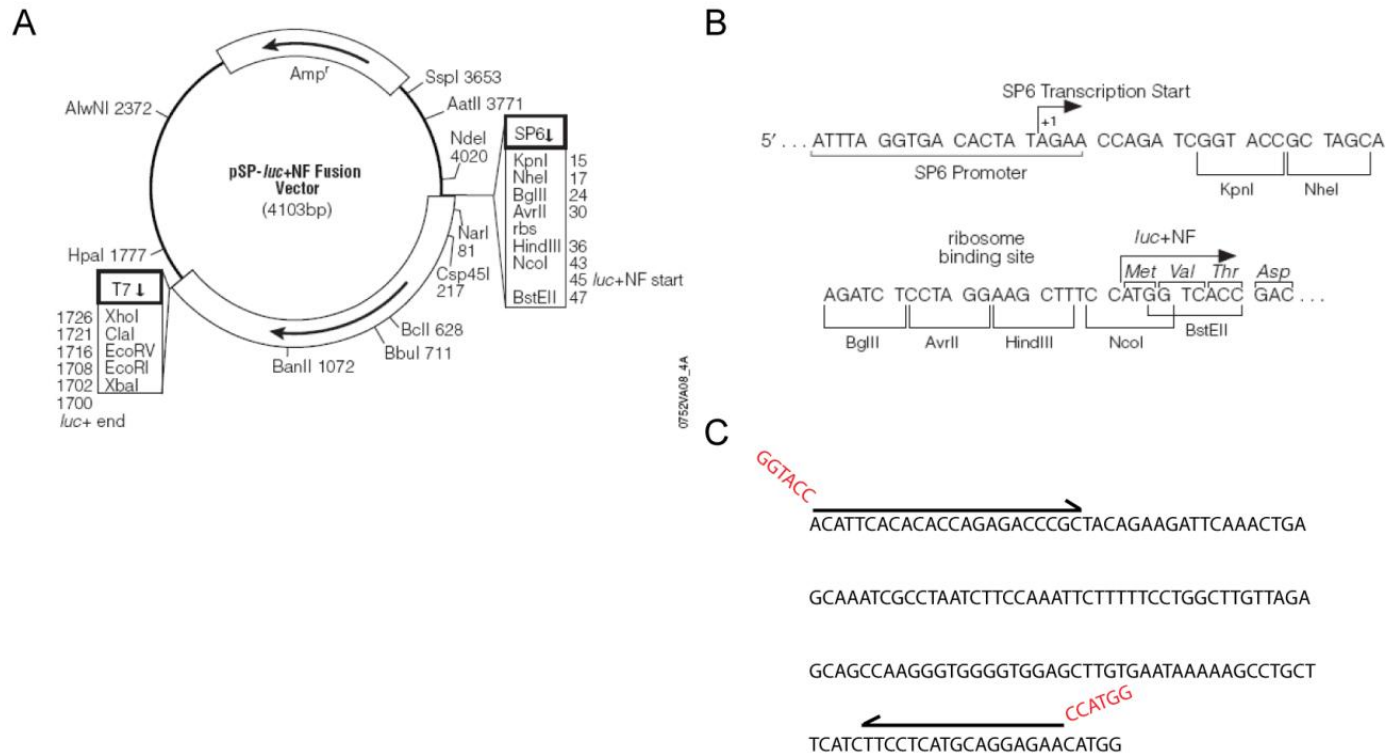 A
Ampʳ
SspI 3653
AlwNI 2372
AatII 3771
NdeI
4020
SP6↓
pSP-luc+NF Fusion
Vector
(4103bp)
KpnI 15
NheI 17
BglII 24
AvrII 30
rbs
HindIII 36
NcoI 43
45 luc+NF start
BstEII 47
NarI
81
Csp45I
217
HpaI 1777
T7 ↓
1726 XhoI
1721 ClaI
1716 EcoRV
1708 EcoRI
1702 XbaI
1700
luc+ end
BclI 628
BbuI 711
BanII 1072
0752VA08_4A
B
SP6 Transcription Start
+1
5' . . . ATTTA GGTGA CACTA TAGAA CCAGA TCGGT ACCGC TAGCA
SP6 Promoter
KpnI NheI
ribosome
binding site
luc+NF
Met Val Thr Asp
AGATC TCCTA GGAAG CTTTC C ATGG TCACC GAC . . .
BglII AvrII HindIII NcoI BstEII
C
GGTACC
ACATTCACACACCAGAGACCCGCTACAGAAGATTCAAACTGA
GCAAATCGCCTAATCTTCCAAATTCTTTTTCCTGGCTTGTTAGA
GCAGCCAAGGGTGGGGTGGAGCTTGTGAATAAAAAGCCTGCT
CCATGG
TCATCTTCCTCATGCAGGAGAACATGG